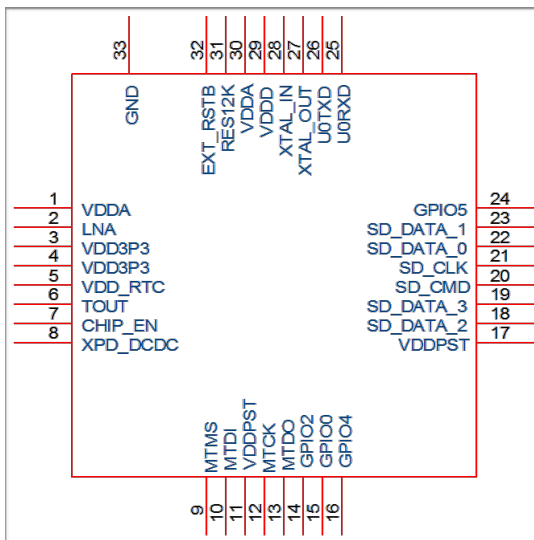 33
32
31
30
29
28
27
26
25
GND
EXT_RSTB
RES12K
VDDA
VDDD
XTAL_IN
XTAL_OUT
U0TXD
U0RXD
1 VDDA
2 LNA
3 VDD3P3
4 VDD3P3
5 VDD_RTC
6 TOUT
7 CHIP_EN
8 XPD_DCDC
GPIO5 24
SD_DATA_1 23
SD_DATA_0 22
SD_CLK 21
SD_CMD 20
SD_DATA_3 19
SD_DATA_2 18
VDDPST 17
MTMS
MTDI
VDDPST
MTCK
MTDO
GPIO2
GPIO0
GPIO4
9
10
11
12
13
14
15
16